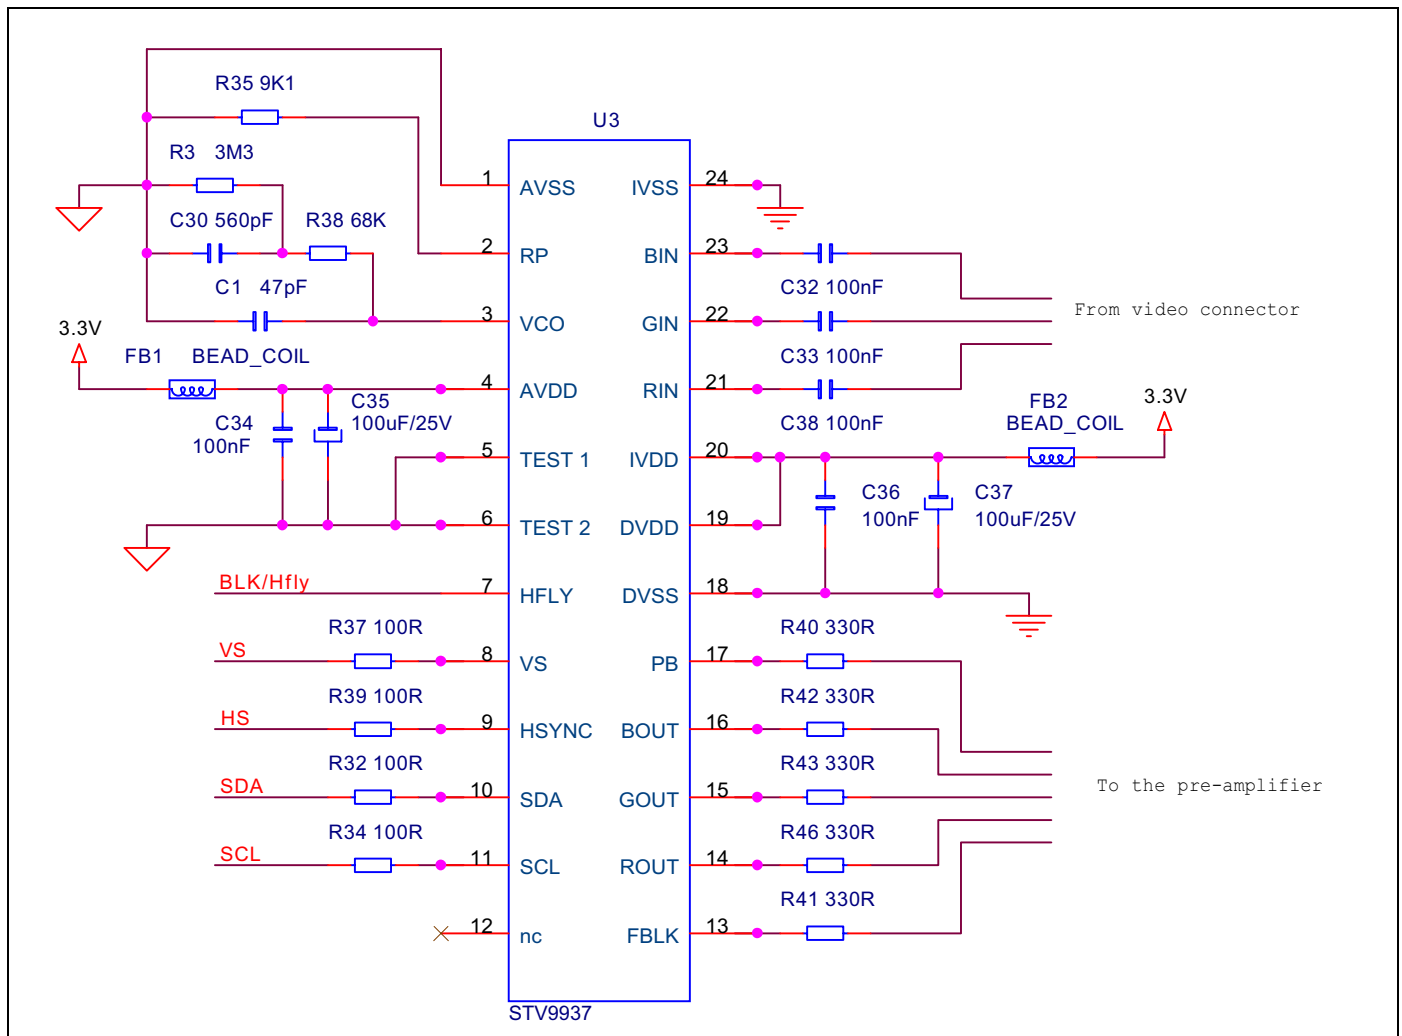 R35 9K1
U3
R3 3M3
1 AVSS IVSS 24
C30 560pF R38 68K
2 RP BIN 23
C1 47pF
C32 100nF
From video connector
3 VCO GIN 22
3.3V
FB1 BEAD_COIL
C33 100nF
4 AVDD RIN 21
3.3V
C35
100uF/25V
FB2
BEAD_COIL
C34
100nF
C38 100nF
5 TEST 1 IVDD 20
C36
100nF
C37
100uF/25V
6 TEST 2 DVDD 19
BLK/Hfly
7 HFLY DVSS 18
R37 100R
R40 330R
VS
8 VS PB 17
R39 100R
R42 330R
HS
9 HSYNC BOUT 16
R32 100R
R43 330R
SDA
To the pre-amplifier
10 SDA GOUT 15
R34 100R
R46 330R
SCL
11 SCL ROUT 14
R41 330R
12 nc FBLK 13
STV9937